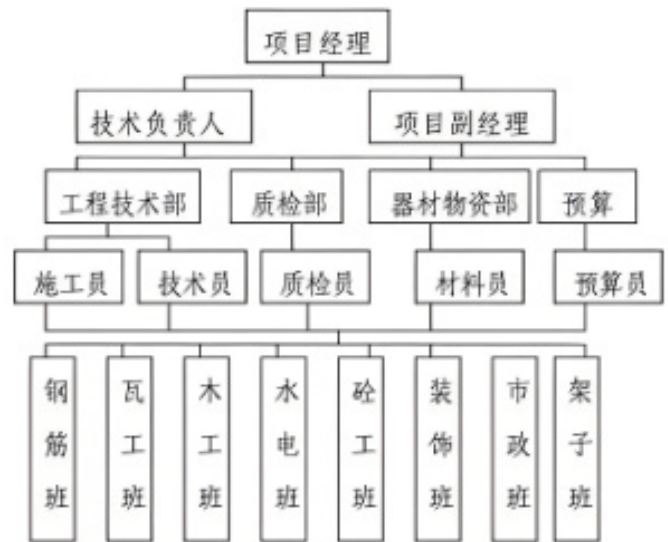 项目经理
技术负责人 项目副经理
工程技术部 质检部 器材物资部 预算
施工员 技术员 质检员 材料员 预算员
钢筋班 瓦工班 木工班 水电班 砼工班 装饰班 市政班 架子班